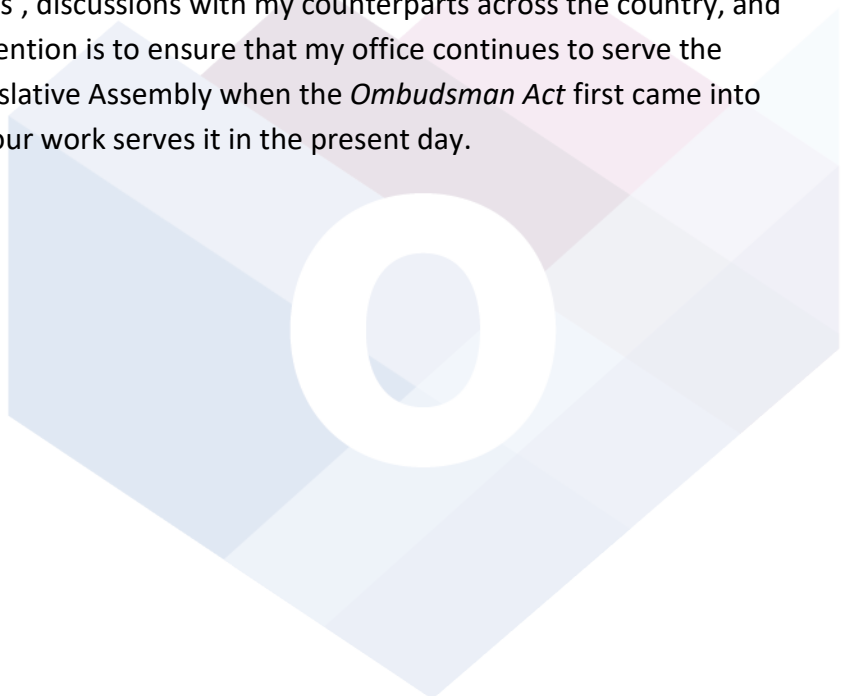 s , discussions with my counterparts across the country, and
ention is to ensure that my office continues to serve the
slative Assembly when the Ombudsman Act first came into
our work serves it in the present day.
O